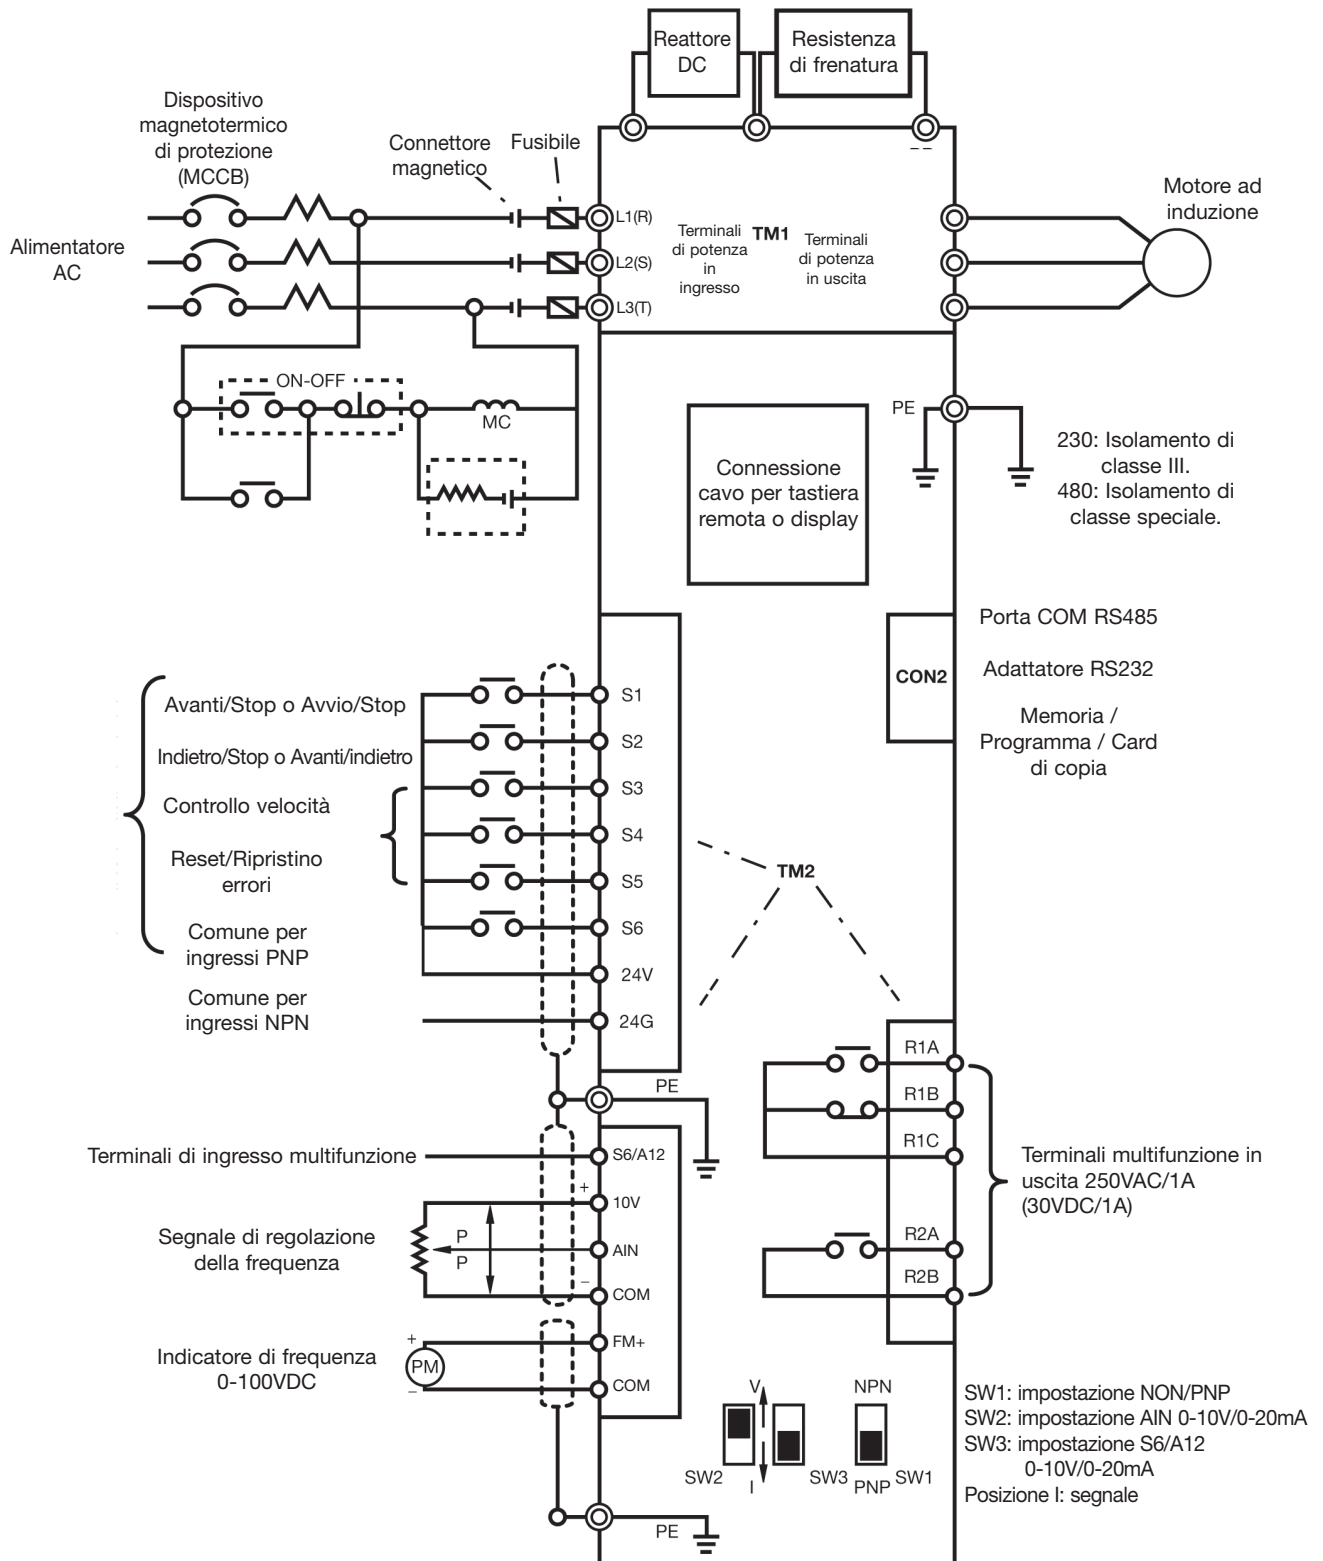 Reattore
DC
Resistenza
di frenatura
Dispositivo
magnetotermico
di protezione
(MCCB)
Connettore
magnetico
Fusibile
Motore ad
induzione
Alimentatore
AC
L1(R)
L2(S)
L3(T)
Terminali
di potenza
in
ingresso
TM1
Terminali
di potenza
in uscita
ON-OFF
MC
PE
230: Isolamento di
classe III.
480: Isolamento di
classe speciale.
Connessione
cavo per tastiera
remota o display
Porta COM RS485
CON2
Adattatore RS232
Memoria /
Programma / Card
di copia
Avanti/Stop o Avvio/Stop
Indietro/Stop o Avanti/indietro
Controllo velocità
Reset/Ripristino
errori
Comune per
ingressi PNP
Comune per
ingressi NPN
S1
S2
S3
S4
S5
S6
24V
24G
TM2
PE
R1A
R1B
R1C
R2A
R2B
Terminali multifunzione in
uscita 250VAC/1A
(30VDC/1A)
Terminali di ingresso multifunzione
S6/A12
+
10V
Segnale di regolazione
della frequenza
P
P
AIN
–
COM
Indicatore di frequenza
0-100VDC
+
PM
–
FM+
COM
V
I
SW2
SW3
NPN
PNP
SW1
SW1: impostazione NON/PNP
SW2: impostazione AIN 0-10V/0-20mA
SW3: impostazione S6/A12
0-10V/0-20mA
Posizione I: segnale
PE